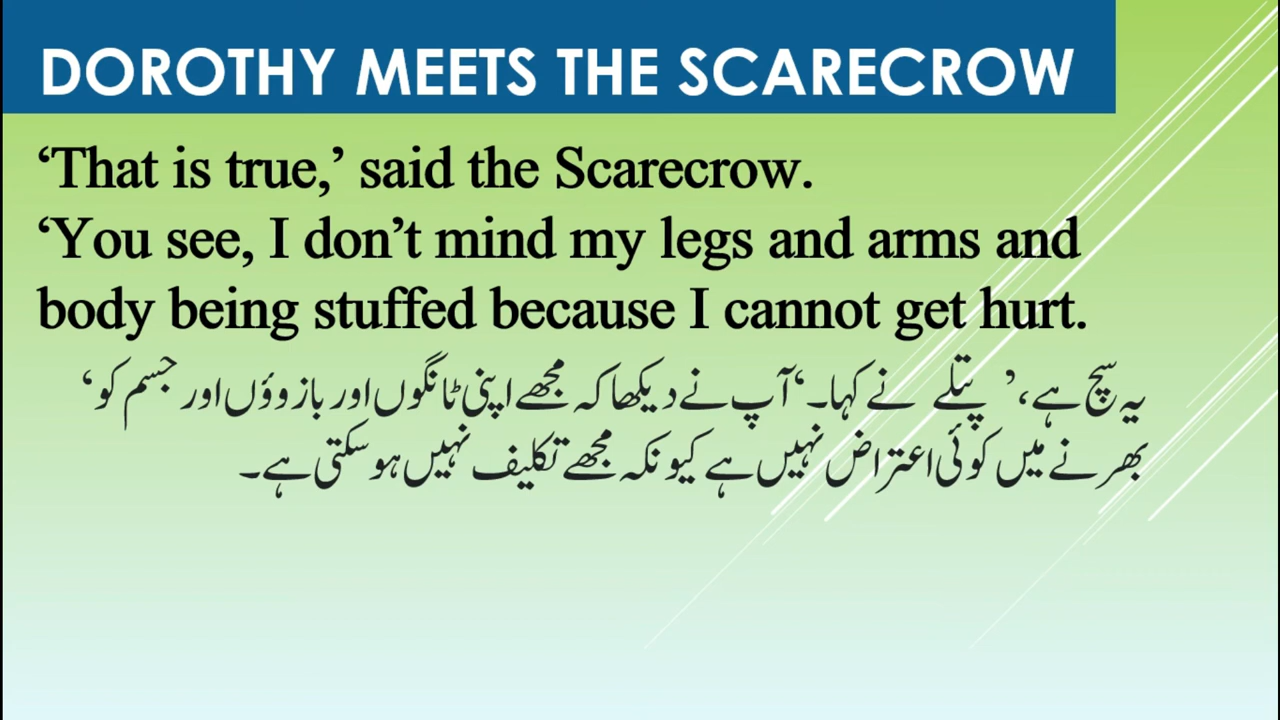 DOROTHY MEETS THE SCARECROW
‘That is true,’ said the Scarecrow.
‘You see, I don’t mind my legs and arms and
body being stuffed because I cannot get hurt.
یہ سچ ہے،’ پتلے نے کہا۔‘آپ نے دیکھا کہ مجھے اپنی ٹانگوں اور بازوؤں اور جسم کو‘
بھرنے میں کوئی اعتراض نہیں ہے کیونکہ مجھے تکلیف نہیں ہو سکتی ہے۔